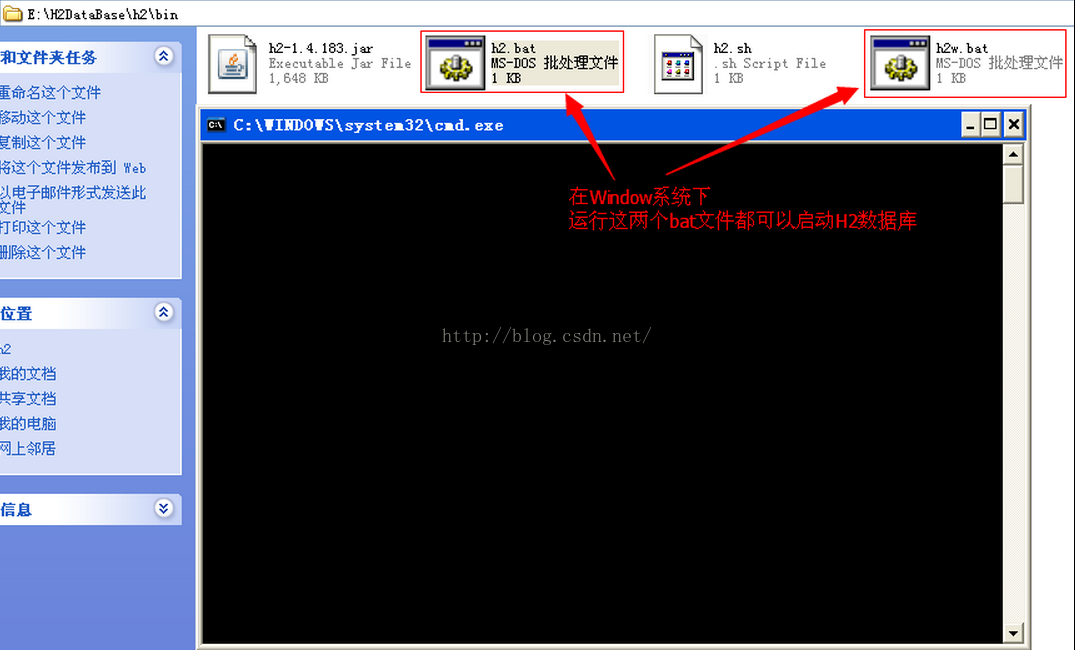 E:\H2DataBase\h2\bin
和文件夹任务
重命名这个文件
移动这个文件
复制这个文件
将这个文件发布到 Web
以电子邮件形式发送此
文件
打印这个文件
删除这个文件
位置
h2
我的文档
共享文档
我的电脑
网上邻居
信息
h2-1.4.183.jar
Executable Jar File
1,648 KB
h2.bat
MS-DOS 批处理文件
1 KB
h2.sh
.sh Script File
1 KB
h2w.bat
MS-DOS 批处理文件
1 KB
C:\WINDOWS\system32\cmd.exe
在Window系统下
运行这两个bat文件都可以启动H2数据库
http://blog.csdn.net/